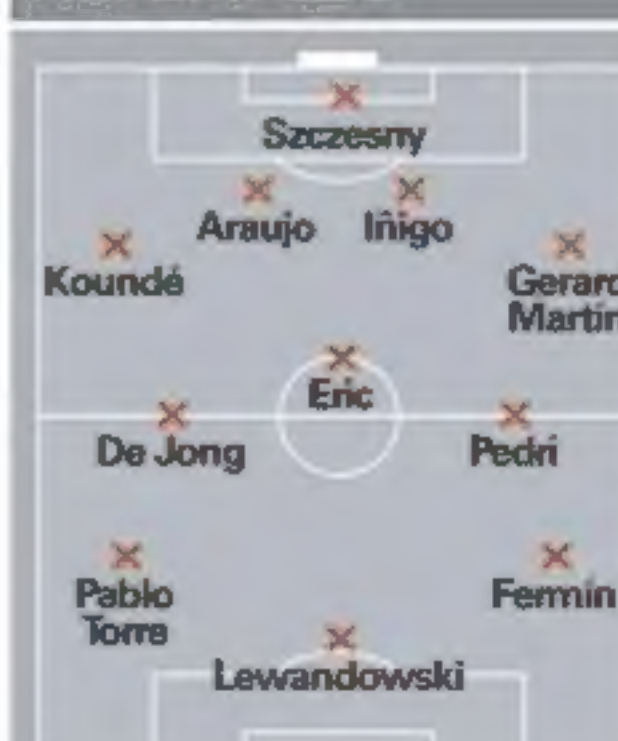 Szczesny
Araujo Iñigo
Koundé
Gerard
Martín
Eric
De Jong Pedri
Pablo
Torre
Fermín
Lewandowski